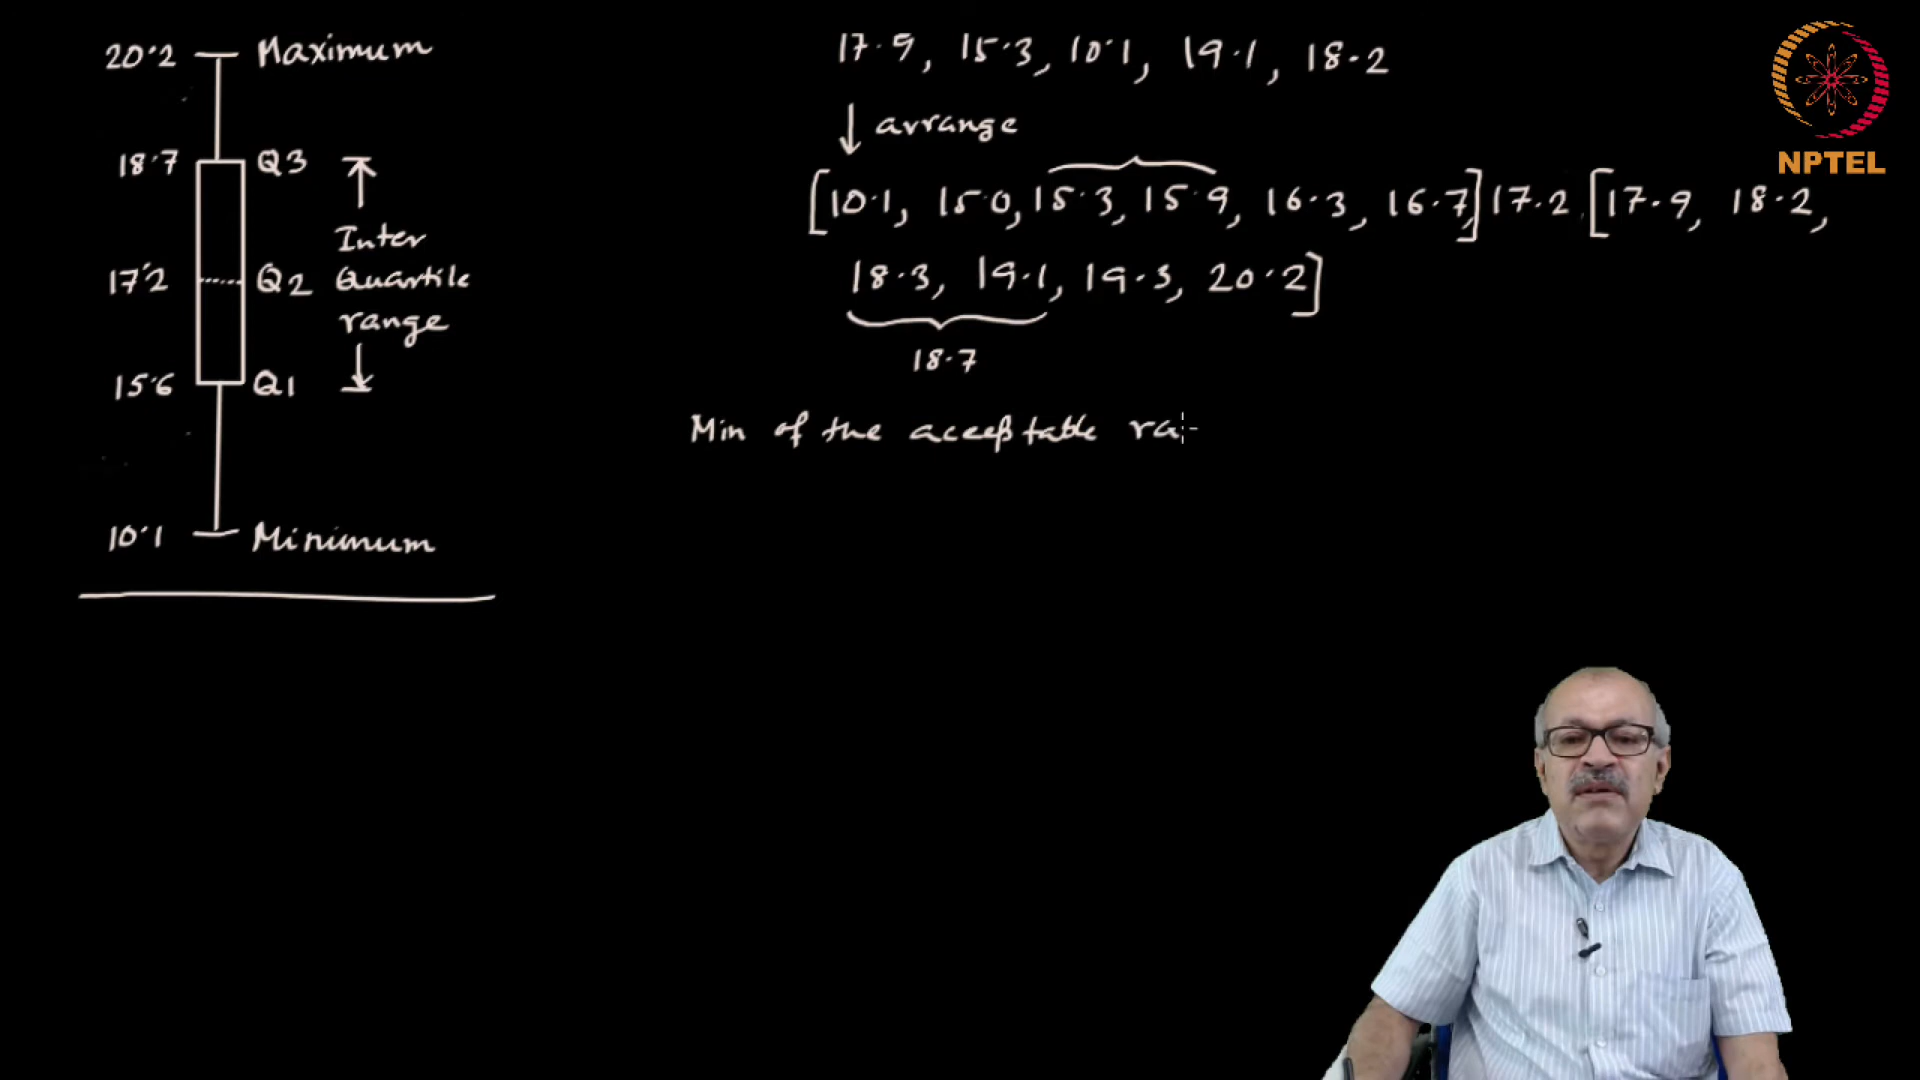 20.2 Maximum
18.7 Q3
Inter
17.2 Q2 Quartile
range
15.6 Q1
10.1 Minimum
17.9, 15.3, 10.1, 19.1, 18.2
↓ arrange
[10.1, 15.0, 15.3, 15.9, 16.3, 16.7] 17.2 [17.9, 18.2,
18.3, 19.1, 19.3, 20.2]
18.7
Min of the acceptable ra
NPTEL